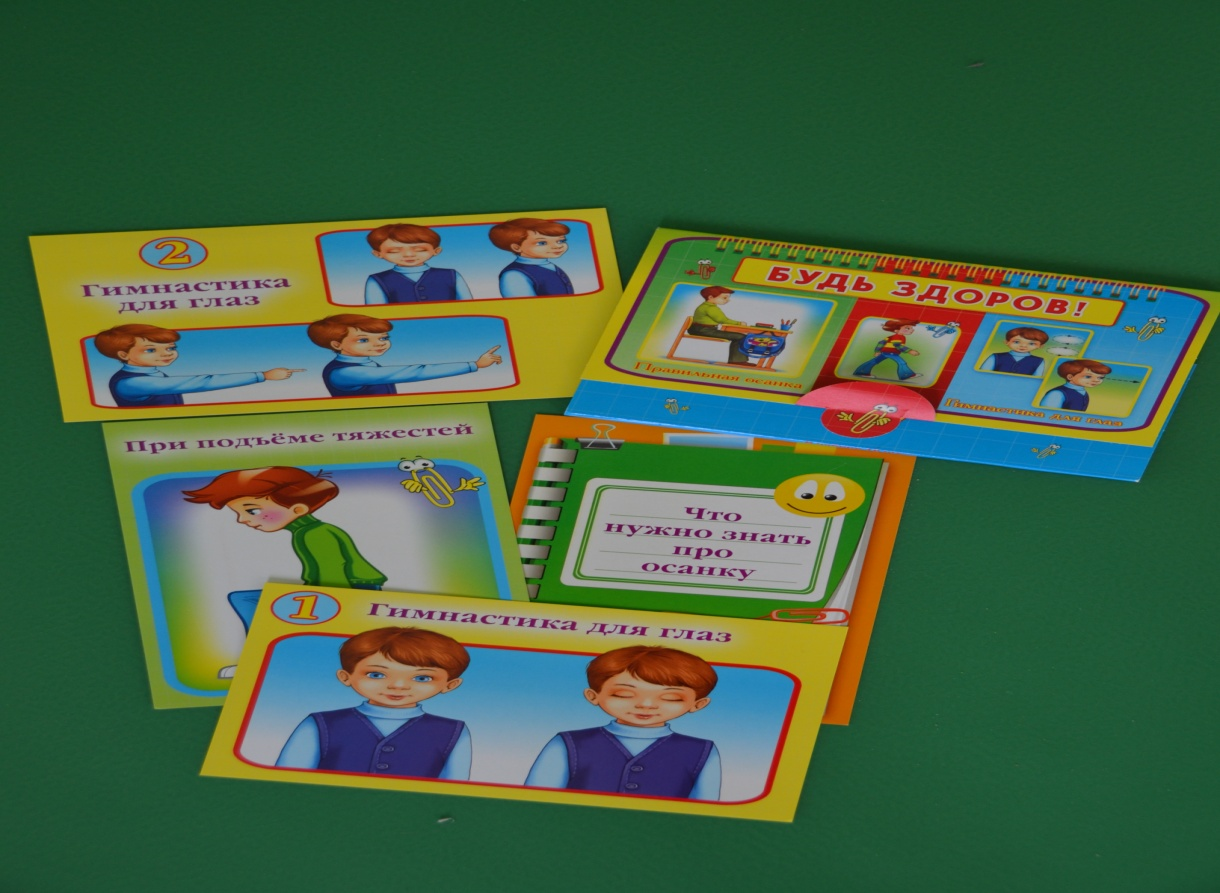 2
Гимнастика
для глаз
БУДЬ ЗДОРОВ!
Правильная осанка
Гимнастика для глаз
При подъёме тяжестей
Что
нужно знать
про
осанку
1
Гимнастика для глаз